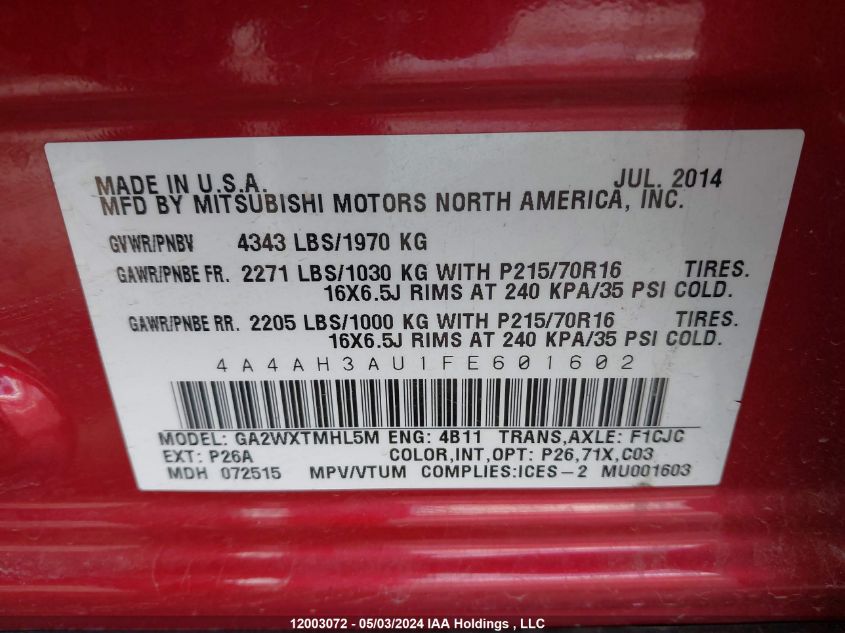 MADE IN U.S.A. JUL. 2014
MFD BY MITSUBISHI MOTORS NORTH AMERICA, INC.
GVWR/PNBV 4343 LBS/1970 KG
GAWR/PNBE FR. 2271 LBS/1030 KG WITH P215/70R16 TIRES.
16X6.5J RIMS AT 240 KPA/35 PSI COLD.
GAWR/PNBE RR. 2205 LBS/1000 KG WITH P215/70R16 TIRES.
16X6.5J RIMS AT 240 KPA/35 PSI COLD.
4A4AH3AU1FE601602
MODEL: GA2WXTMHL5M ENG: 4B11 TRANS,AXLE: F1CJC
EXT: P26A COLOR,INT,OPT: P26,71X,C03
MDH 072515 MPV/VTUM COMPLIES:ICES-2 MU001603
12003072 - 05/03/2024 IAA Holdings , LLC